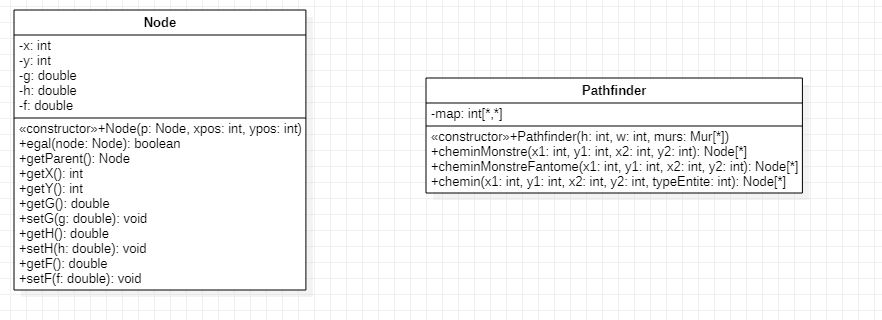 Node
-x: int
-y: int
-g: double
-h: double
-f: double
«constructor»+Node(p: Node, xpos: int, ypos: int)
+egal(node: Node): boolean
+getParent(): Node
+getX(): int
+getY(): int
+getG(): double
+setG(g: double): void
+getH(): double
+setH(h: double): void
+getF(): double
+setF(f: double): void
Pathfinder
-map: int[*,*]
«constructor»+Pathfinder(h: int, w: int, murs: Mur[*])
+cheminMonstre(x1: int, y1: int, x2: int, y2: int): Node[*]
+cheminMonstreFantome(x1: int, y1: int, x2: int, y2: int): Node[*]
+chemin(x1: int, y1: int, x2: int, y2: int, typeEntite: int): Node[*]